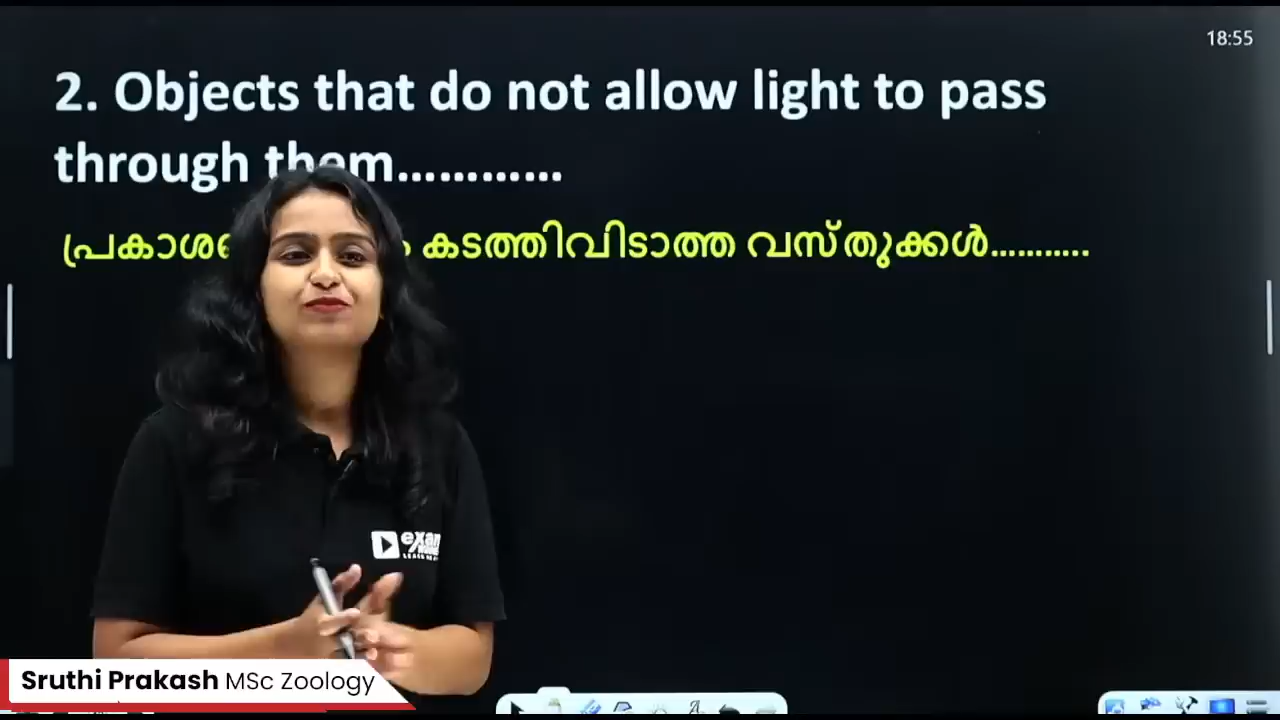 18:55
2. Objects that do not allow light to pass
through them............
കടത്തിവിടാത്ത വസ്തുക്കൾ...........
exam
Sruthi Prakash MSc Zoology